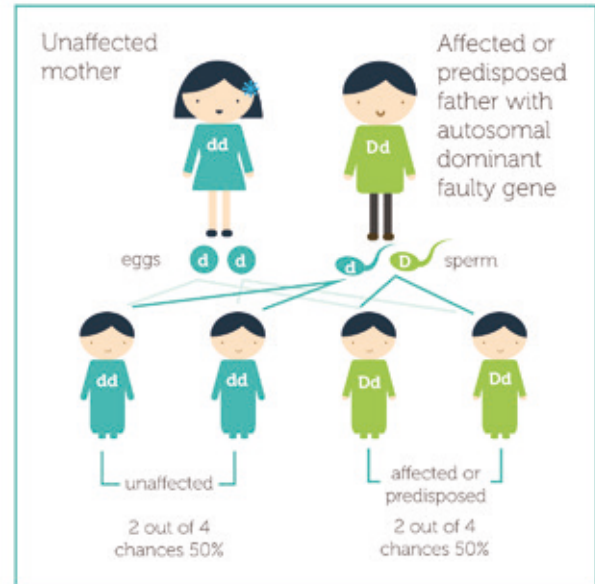 Unaffected
mother
Affected or
predisposed
father with
autosomal
dominant
faulty gene
dd
Dd
eggs
d
d
d
D
sperm
dd
dd
Dd
Dd
unaffected
affected or
predisposed
2 out of 4
chances 50%
2 out of 4
chances 50%